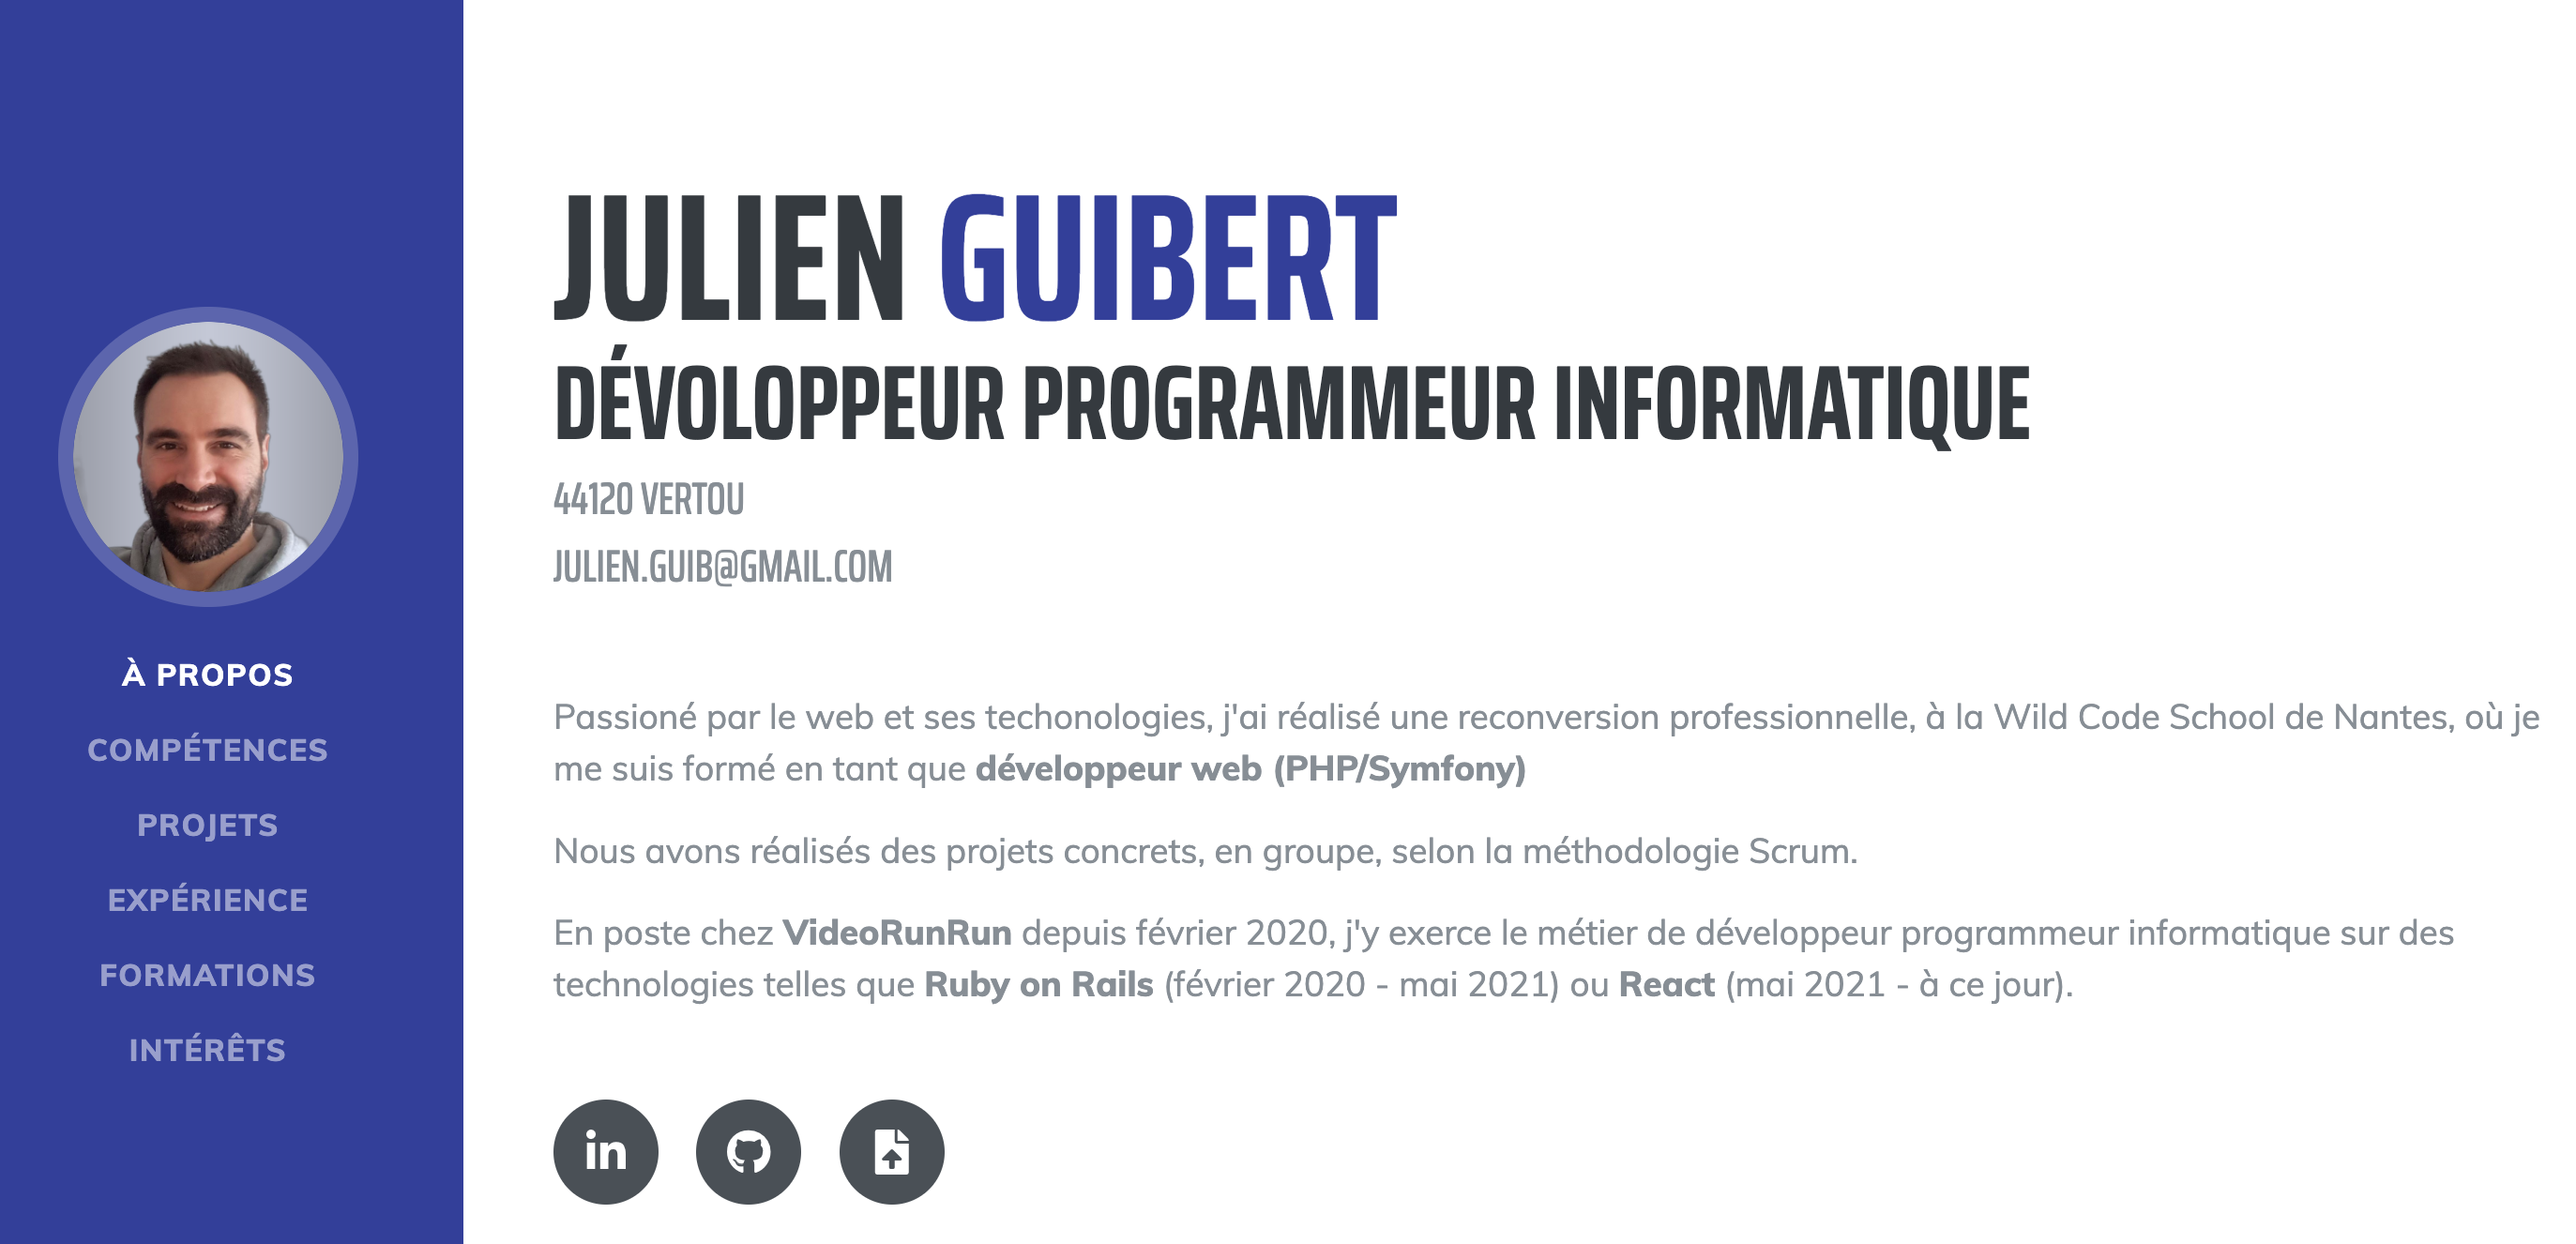 À PROPOS
COMPÉTENCES
PROJETS
EXPÉRIENCE
FORMATIONS
INTÉRÊTS
JULIEN GUIBERT
DÉVOLOPPEUR PROGRAMMEUR INFORMATIQUE
44120 VERTOU
JULIEN.GUIB@GMAIL.COM
Passioné par le web et ses techonologies, j'ai réalisé une reconversion professionnelle, à la Wild Code School de Nantes, où je
me suis formé en tant que développeur web (PHP/Symfony)
Nous avons réalisés des projets concrets, en groupe, selon la méthodologie Scrum.
En poste chez VideoRunRun depuis février 2020, j'y exerce le métier de développeur programmeur informatique sur des
technologies telles que Ruby on Rails (février 2020 - mai 2021) ou React (mai 2021 - à ce jour).
in